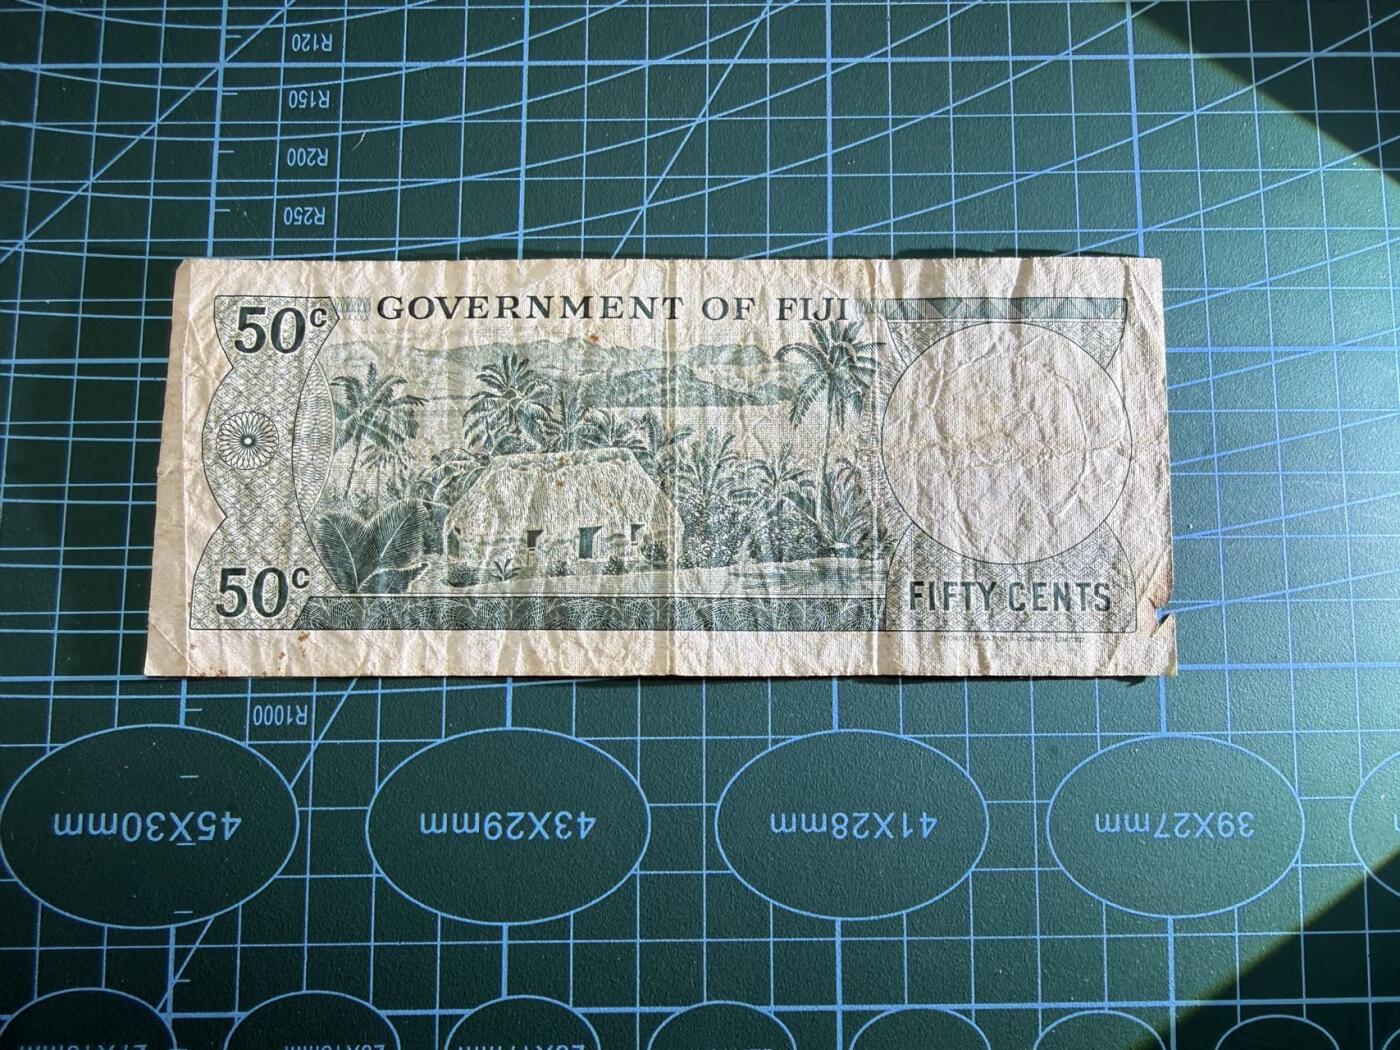 R120
R150
R200
R250
50c
GOVERNMENT OF FIJI
50c
FIFTY CENTS
R1000
45X30mm
43X29mm
41X28mm
39X27mm